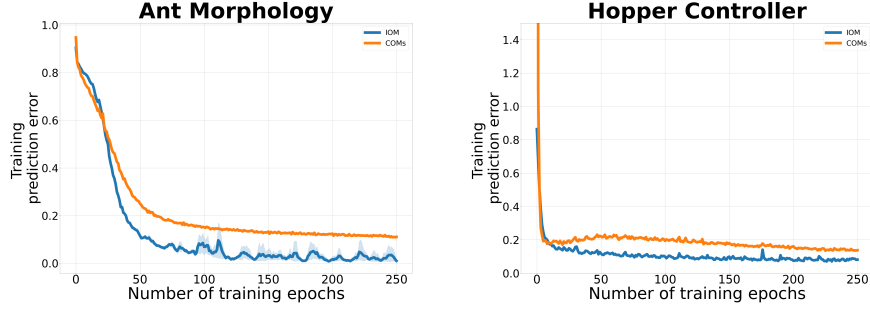 Ant Morphology
Training
prediction error
1.0
0.8
0.6
0.4
0.2
0.0
IOM
COMs
0
50
100
150
200
250
Number of training epochs
Hopper Controller
Training
prediction error
1.4
1.2
1.0
0.8
0.6
0.4
0.2
0.0
IOM
COMs
0
50
100
150
200
250
Number of training epochs